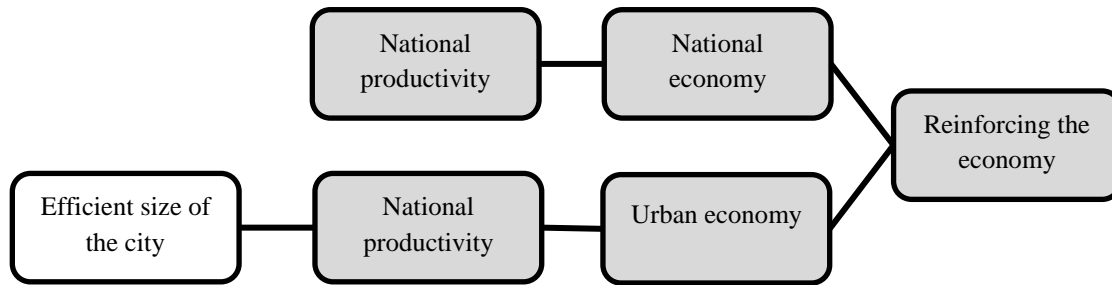 National
productivity
National
economy
Reinforcing the
economy
Efficient size of
the city
National
productivity
Urban economy